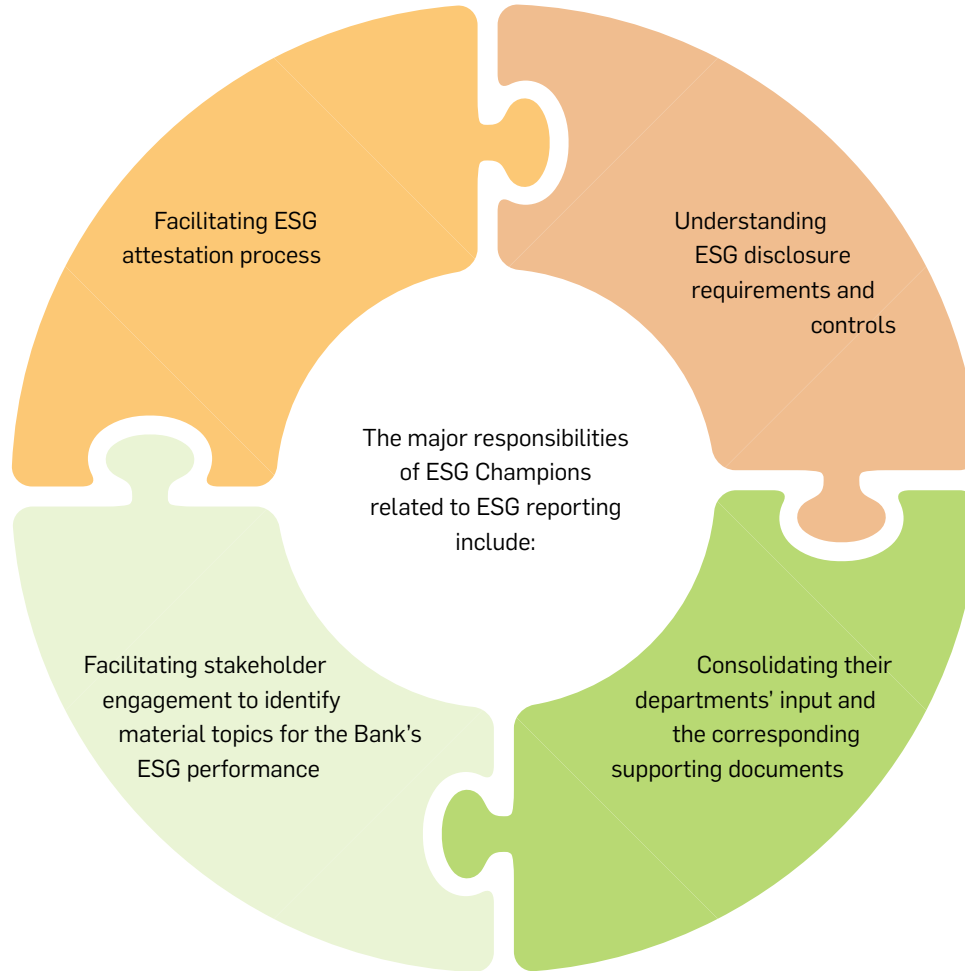 Facilitating ESG
attestation process
Understanding
ESG disclosure
requirements and
controls
The major responsibilities
of ESG Champions
related to ESG reporting
include:
Facilitating stakeholder
engagement to identify
material topics for the Bank's
ESG performance
Consolidating their
departments' input and
the corresponding
supporting documents